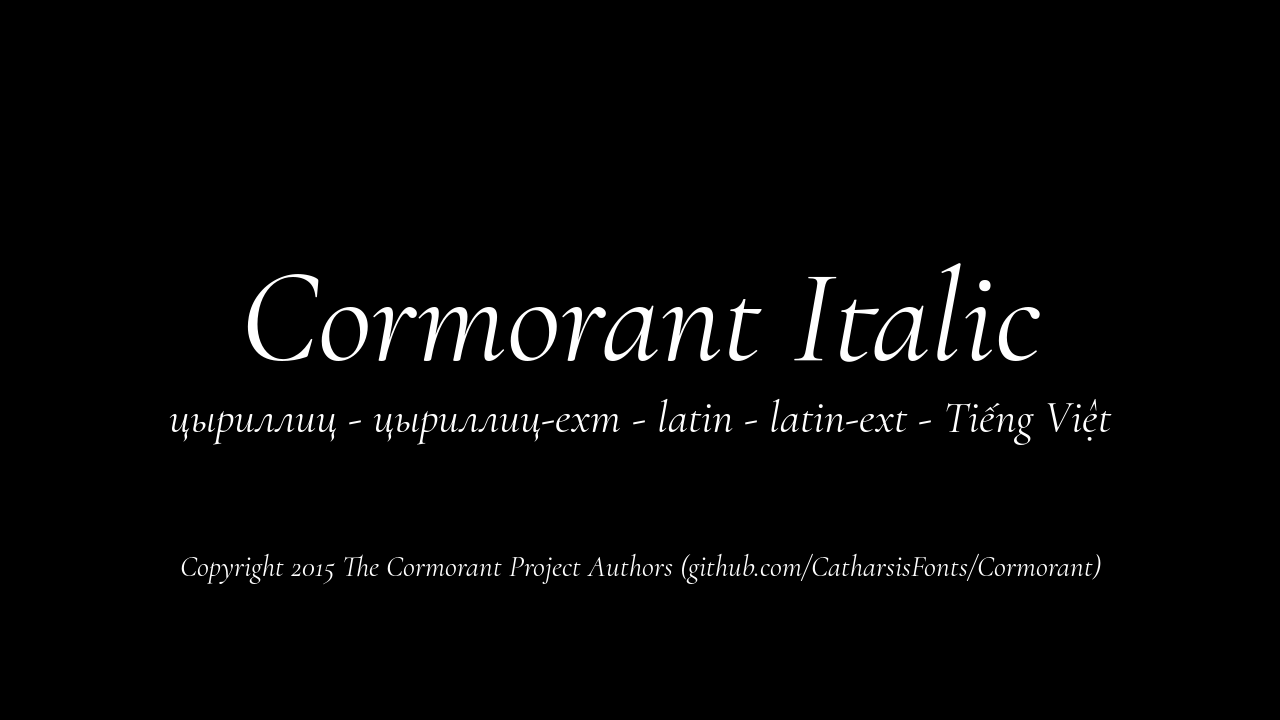 Cormorant Italic
цыриллиц - цыриллиц-ехт - latin - latin-ext - Tiếng Việt
Copyright 2015 The Cormorant Project Authors (github.com/CatharsisFonts/Cormorant)